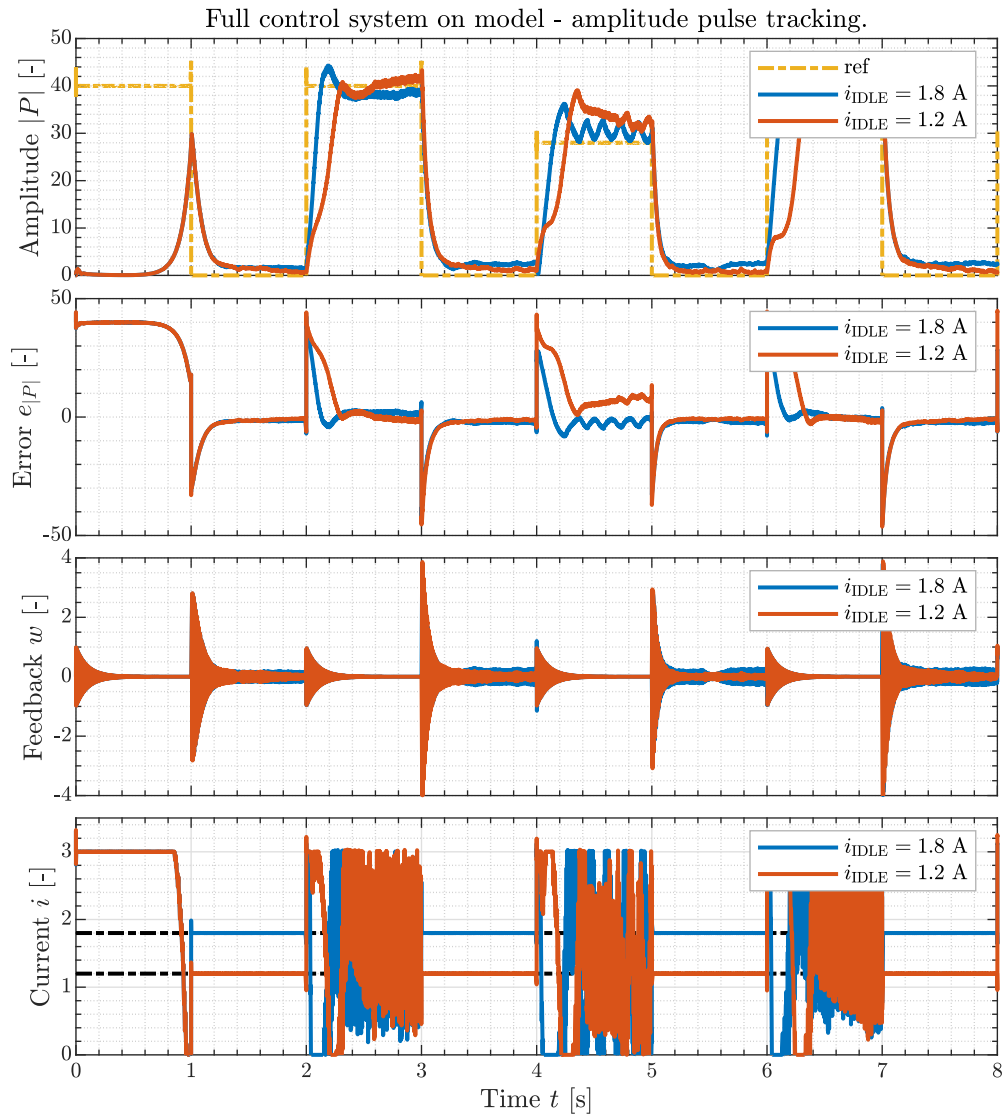 Full control system on model - amplitude pulse tracking.
Amplitude |P| [-]
50
40
30
20
10
0
ref
i_IDLE = 1.8 A
i_IDLE = 1.2 A
Error e_|P| [-]
50
0
-50
i_IDLE = 1.8 A
i_IDLE = 1.2 A
Feedback w [-]
4
2
0
-2
-4
i_IDLE = 1.8 A
i_IDLE = 1.2 A
Current i [-]
3
2
1
0
i_IDLE = 1.8 A
i_IDLE = 1.2 A
0 1 2 3 4 5 6 7 8
Time t [s]